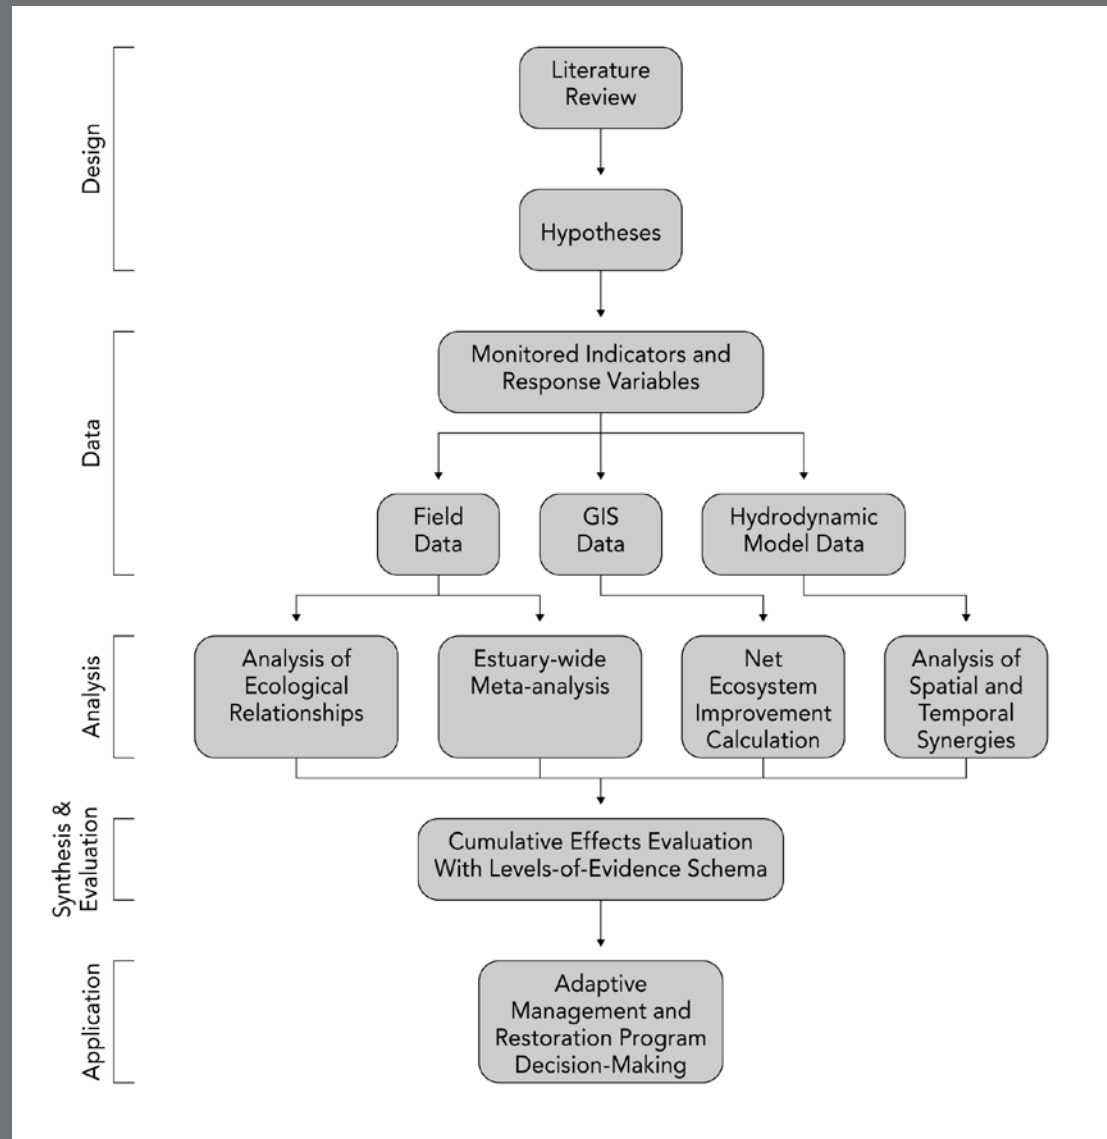 Design
Literature
Review
Hypotheses
Data
Monitored Indicators and
Response Variables
Field
Data
GIS
Data
Hydrodynamic
Model Data
Analysis
Analysis of
Ecological
Relationships
Estuary-wide
Meta-analysis
Net
Ecosystem
Improvement
Calculation
Analysis of
Spatial and
Temporal
Synergies
Synthesis &
Evaluation
Cumulative Effects Evaluation
With Levels-of-Evidence Schema
Application
Adaptive
Management and
Restoration Program
Decision-Making